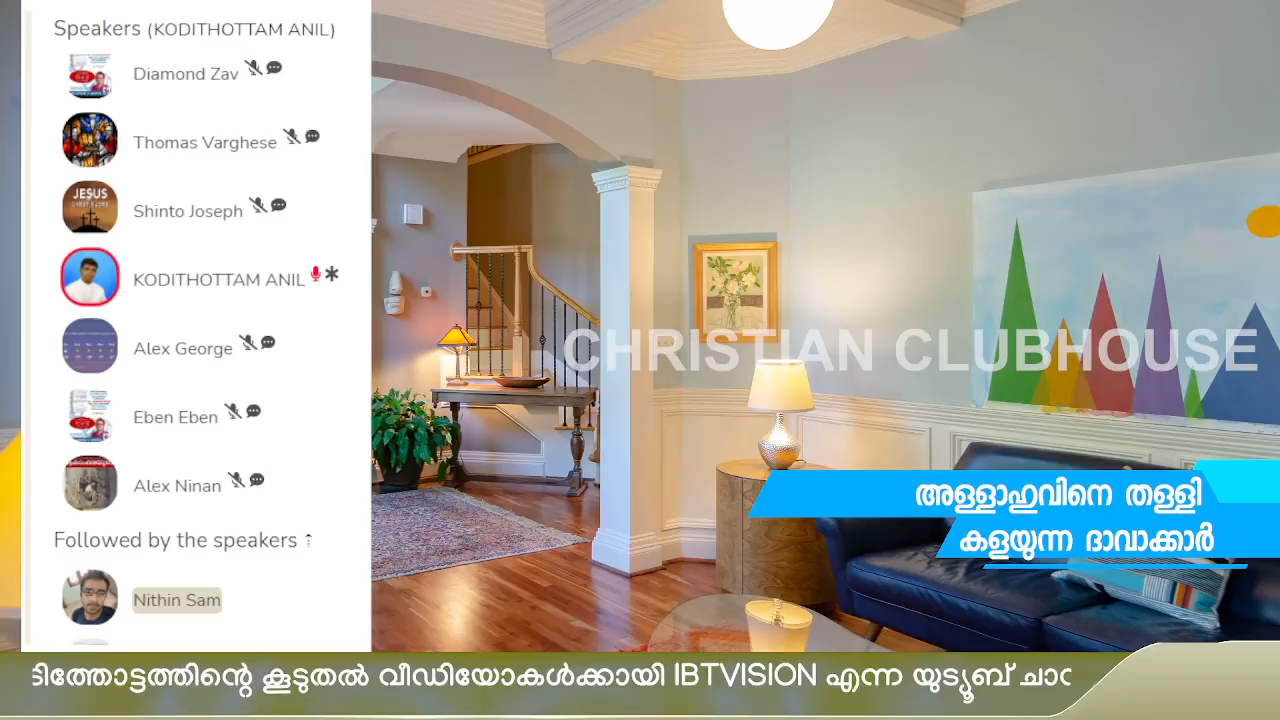 Speakers (KODITHOTTAM ANIL)
Diamond Zav
Thomas Varghese
JESUS
Shinto Joseph
KODITHOTTAM ANIL
Alex George
Eben Eben
Alex Ninan
Followed by the speakers
Nithin Sam
CHRISTIAN CLUBHOUSE
അള്ളാഹുവിനെ തള്ളി
കളയുന്ന ദാവാക്കാർ
ടിത്തോട്ടത്തിന്റെ കൂടുതൽ വീഡിയോകൾക്കായി IBTVISION എന്ന യുട്യൂബ്